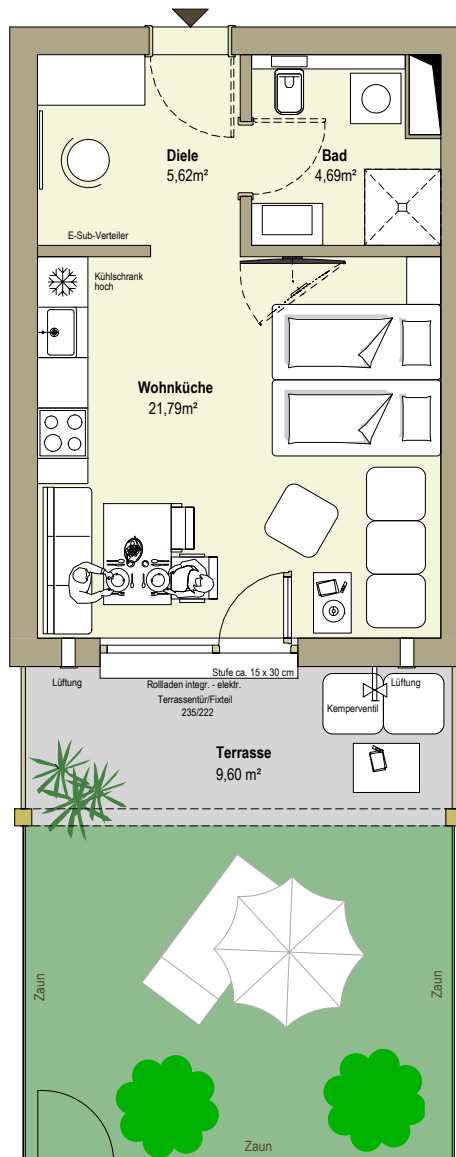 Diele
5,62m²
Bad
4,69m²
E-Sub-Verteiler
Kühlschrank
hoch
Wohnküche
21,79m²
Stufe ca. 15 x 30 cm
Lüftung
Rollladen integr. - elektr.
Terrassentür/Fixteil
235/222
Lüftung
Kemperventil
Terrasse
9,60 m²
Zaun
Zaun
Zaun